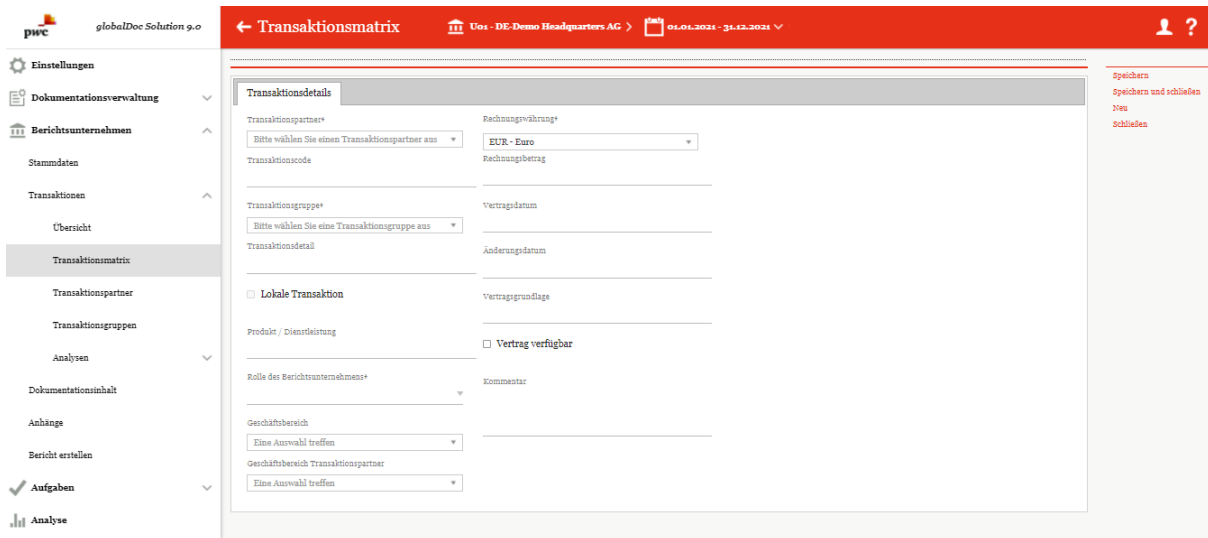 pwc
globalDoc Solution 9.0
← Transaktionsmatrix
U01 - DE-Demo Headquarters AG >
01.01.2021 - 31.12.2021
?
Einstellungen
Dokumentationsverwaltung
Berichtsunternehmen
Stammdaten
Transaktionen
Übersicht
Transaktionsmatrix
Transaktionspartner
Transaktionsgruppen
Analysen
Dokumentationsinhalt
Anhänge
Bericht erstellen
Aufgaben
Analyse
Transaktionsdetails
Transaktionspartner*
Bitte wählen Sie einen Transaktionspartner aus
Transaktionscode
Transaktionsgruppe*
Bitte wählen Sie eine Transaktionsgruppe aus
Transaktionsdetail
Lokale Transaktion
Produkt / Dienstleistung
Rolle des Berichtsunternehmens*
Geschäftsbereich
Eine Auswahl treffen
Geschäftsbereich Transaktionspartner
Eine Auswahl treffen
Rechnungswährung*
EUR - Euro
Rechnungsbetrag
Vertragsdatum
Änderungsdatum
Vertragsgrundlage
Vertrag verfügbar
Kommentar
Speichern
Speichern und schließen
Neu
Schließen